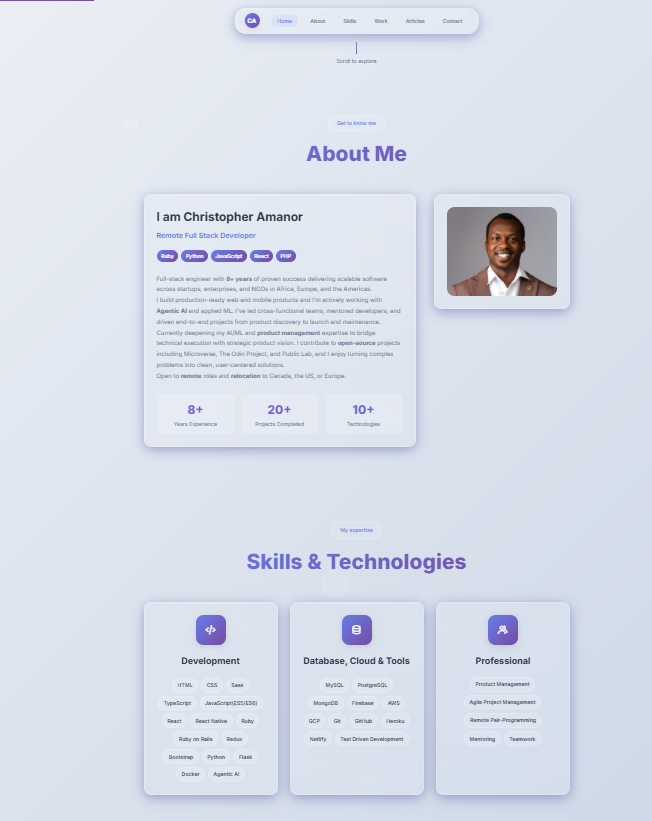 CA Home About Skills Work Articles Contact
Scroll to explore
Get to know me
About Me
I am Christopher Amanor
Remote Full Stack Developer
Ruby Python JavaScript React PHP
Full-stack engineer with 8+ years of proven success delivering scalable software
across startups, enterprises, and NGOs in Africa, Europe, and the Americas.
I build production-ready web and mobile products and I'm actively working with
Agentic AI and applied ML. I've led cross-functional teams, mentored developers, and
driven end-to-end projects from product discovery to launch and maintenance.
Currently deepening my AI/ML and product management expertise to bridge
technical execution with strategic product vision. I contribute to open-source projects
including Microverse, The Odin Project, and Public Lab, and I enjoy turning complex
problems into clean, user-centered solutions.
Open to remote roles and relocation to Canada, the US, or Europe.
8+ 20+ 10+
Years Experience Projects Completed Technologies
My expertise
Skills & Technologies
Development
HTML CSS Sass
TypeScript JavaScript(ES5/ES6)
React React Native Ruby
Ruby on Rails Redux
Bootstrap Python Flask
Docker Agentic AI
Database, Cloud & Tools
MySQL PostgreSQL
MongoDB Firebase AWS
GCP Git GitHub Heroku
Netlify Test Driven Development
Professional
Product Management
Agile Project Management
Remote Pair-Programming
Mentoring Teamwork